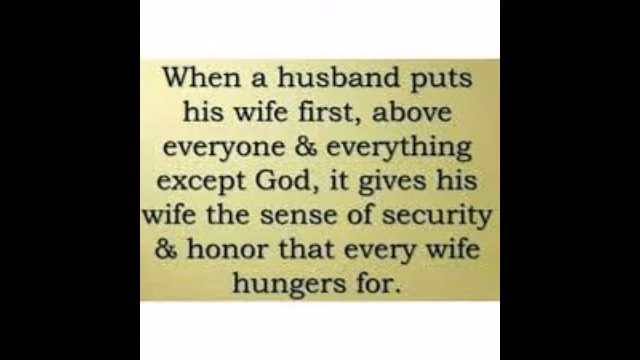 When a husband puts
his wife first, above
everyone & everything
except God, it gives his
wife the sense of security
& honor that every wife
hungers for.